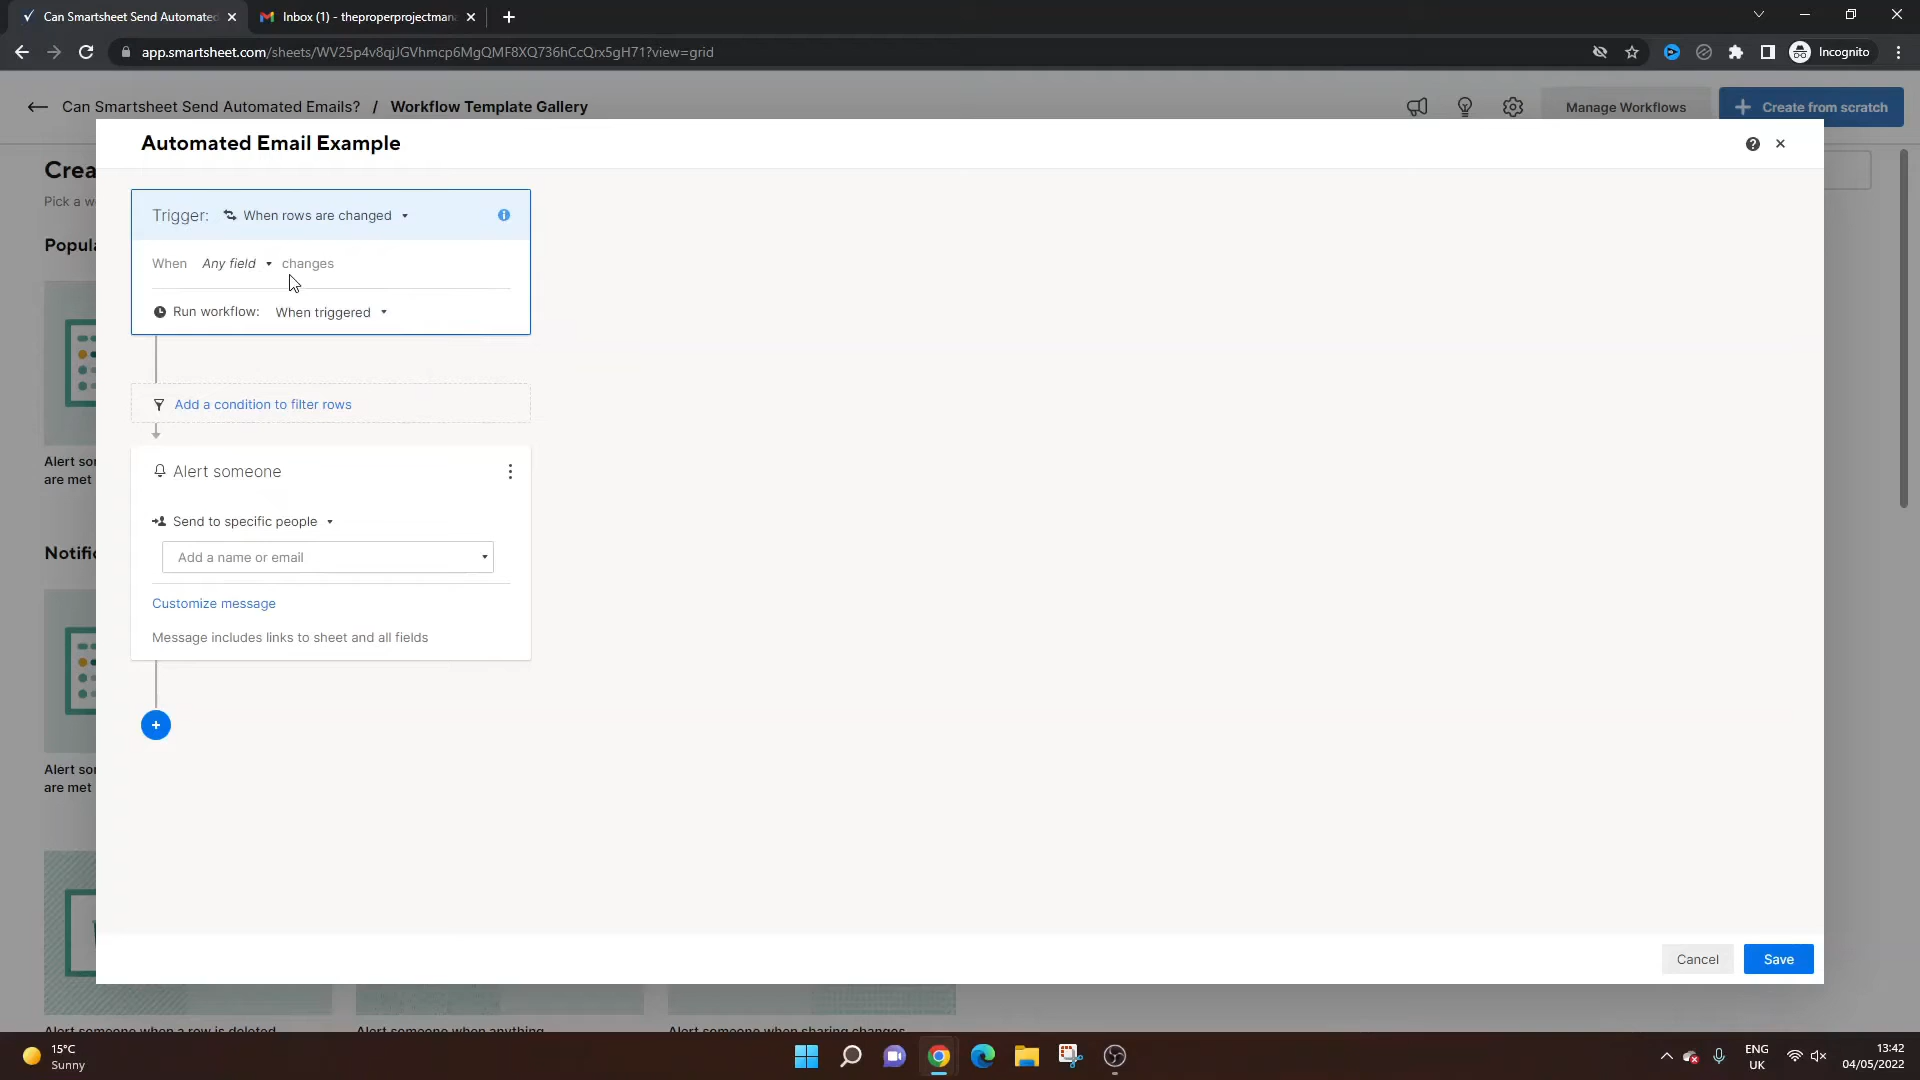 Can Smartsheet Send Automated
Inbox (1) - theproperprojectmana
app.smartsheet.com/sheets/WV25p4v8qjJGVhmcp6MgQMF8XQ736hCcQrx5gH71?view=grid
Incognito
Can Smartsheet Send Automated Emails? / Workflow Template Gallery
Manage Workflows
Create from scratch
Automated Email Example
Crea
Pick a w
Popula
Trigger: When rows are changed
When Any field changes
Run workflow: When triggered
Add a condition to filter rows
Alert so
are met
Alert someone
Send to specific people
Add a name or email
Notific
Customize message
Message includes links to sheet and all fields
Alert so
are met
Cancel
Save
Alert someone when a row is deleted
Alert someone when anything
Alert someone when sharing changes
15°C
Sunny
ENG
UK
13:42
04/05/2022